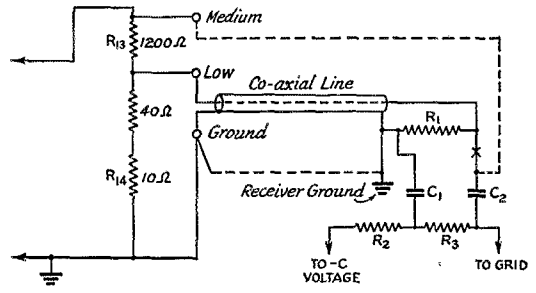 Medium
R13 1200Ω
Low
Co-axial Line
40Ω
R1
Ground
R14 10Ω
Receiver Ground
C1
C2
R2
R3
TO -C VOLTAGE
TO GRID